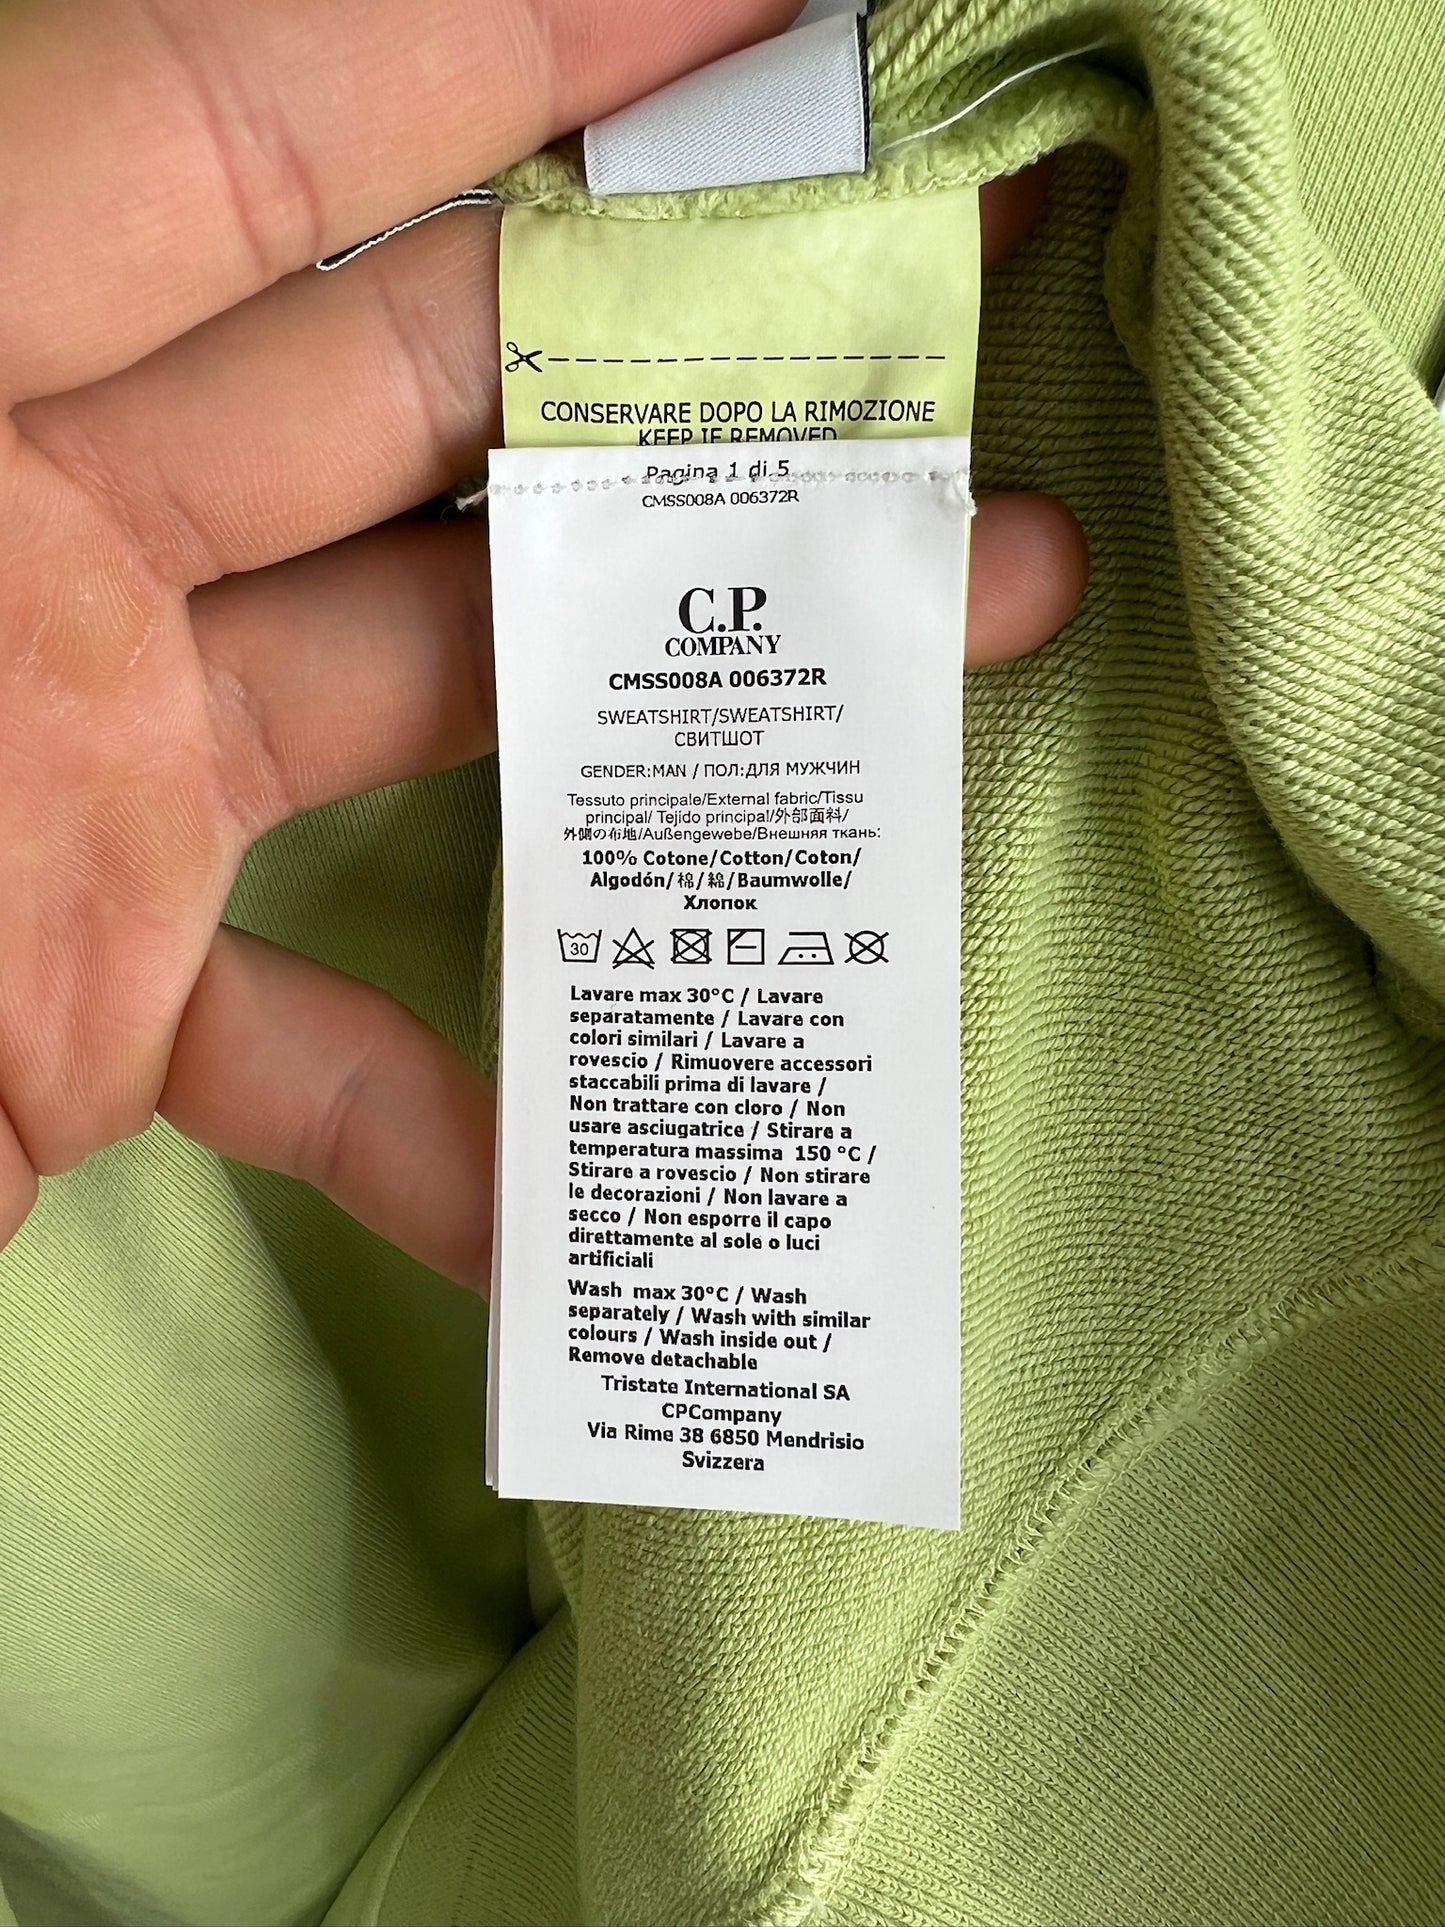 CONSERVARE DOPO LA RIMOZIONE
KEEP IF REMOVED
Pagina 1 di 5
CMSS008A 006372R
C.P.
COMPANY
CMSS008A 006372R
SWEATSHIRT/SWEATSHIRT/
СВИТШОТ
GENDER:MAN / ПОЛ:ДЛЯ МУЖЧИН
Tessuto principale/External fabric/Tissu
principal/ Tejido principal/外部面料/
外側の布地/Außengewebe/Внешняя ткань:
100% Cotone/Cotton/Coton/
Algodón/棉/綿/Baumwolle/
Хлопок
30
Lavare max 30°C / Lavare
separatamente / Lavare con
colori similari / Lavare a
rovescio / Rimuovere accessori
staccabili prima di lavare /
Non trattare con cloro / Non
usare asciugatrice / Stirare a
temperatura massima 150 °C /
Stirare a rovescio / Non stirare
le decorazioni / Non lavare a
secco / Non esporre il capo
direttamente al sole o luci
artificiali
Wash max 30°C / Wash
separately / Wash with similar
colours / Wash inside out /
Remove detachable
Tristate International SA
CPCompany
Via Rime 38 6850 Mendrisio
Svizzera